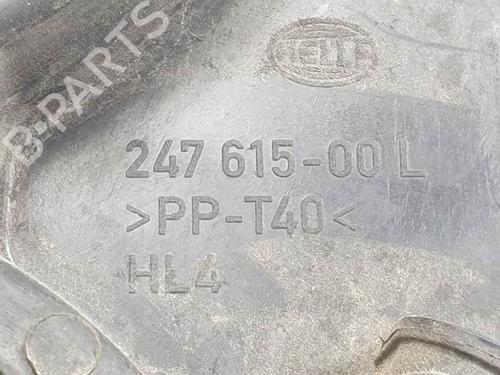 HELLA
B-PARTS
247 615-00 L
>PP-T40<
HL4